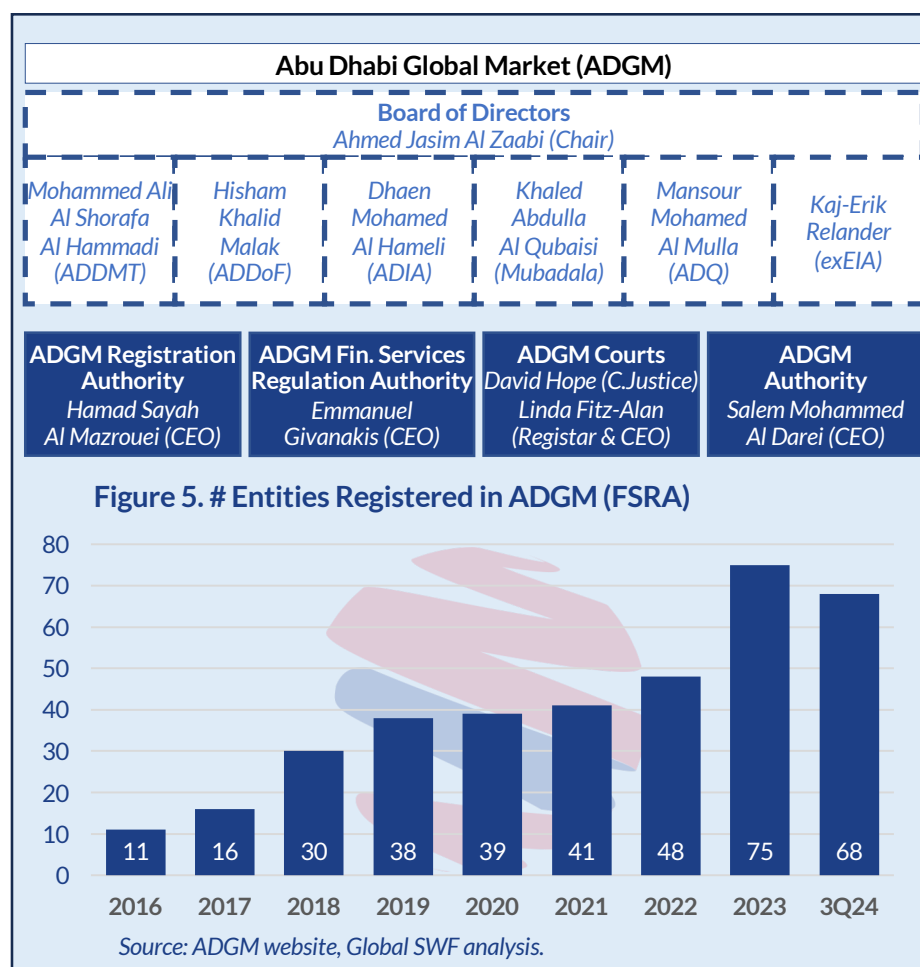 Abu Dhabi Global Market (ADGM)
Board of Directors
Ahmed Jasim Al Zaabi (Chair)
Mohammed Ali
Al Shorafa
Al Hammadi
(ADDMT)
Hisham
Khalid
Malak
(ADDoF)
Dhaen
Mohamed
Al Hameli
(ADIA)
Khaled
Abdulla
Al Qubaisi
(Mubadala)
Mansour
Mohamed
Al Mulla
(ADQ)
Kaj-Erik
Relander
(exEIA)
ADGM Registration
Authority
Hamad Sayah
Al Mazrouei (CEO)
ADGM Fin. Services
Regulation Authority
Emmanuel
Givanakis (CEO)
ADGM Courts
David Hope (C.Justice)
Linda Fitz-Alan
(Registar & CEO)
ADGM
Authority
Salem Mohammed
Al Darei (CEO)
Figure 5. # Entities Registered in ADGM (FSRA)
80
70
60
50
40
30
20
10
0
11
16
30
38
39
41
48
75
68
2016
2017
2018
2019
2020
2021
2022
2023
3Q24
Source: ADGM website, Global SWF analysis.